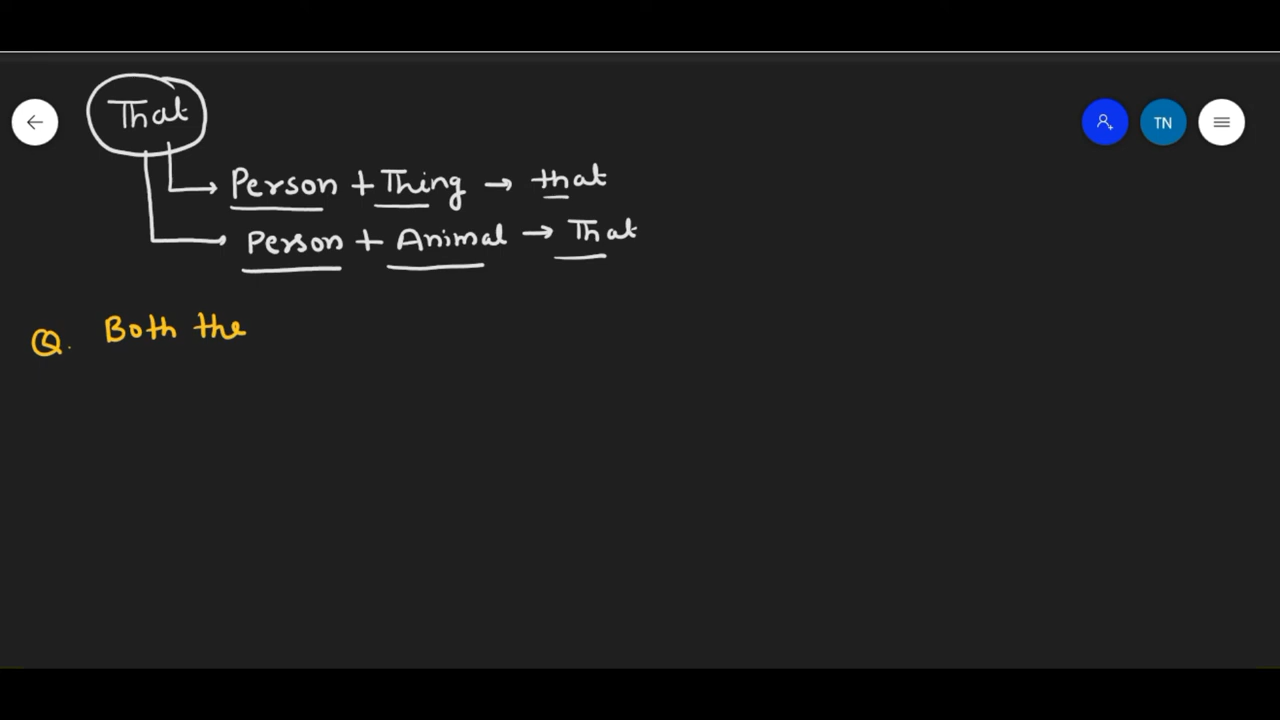 That
TN
Person + Thing → that
Person + Animal → That
Q. Both the